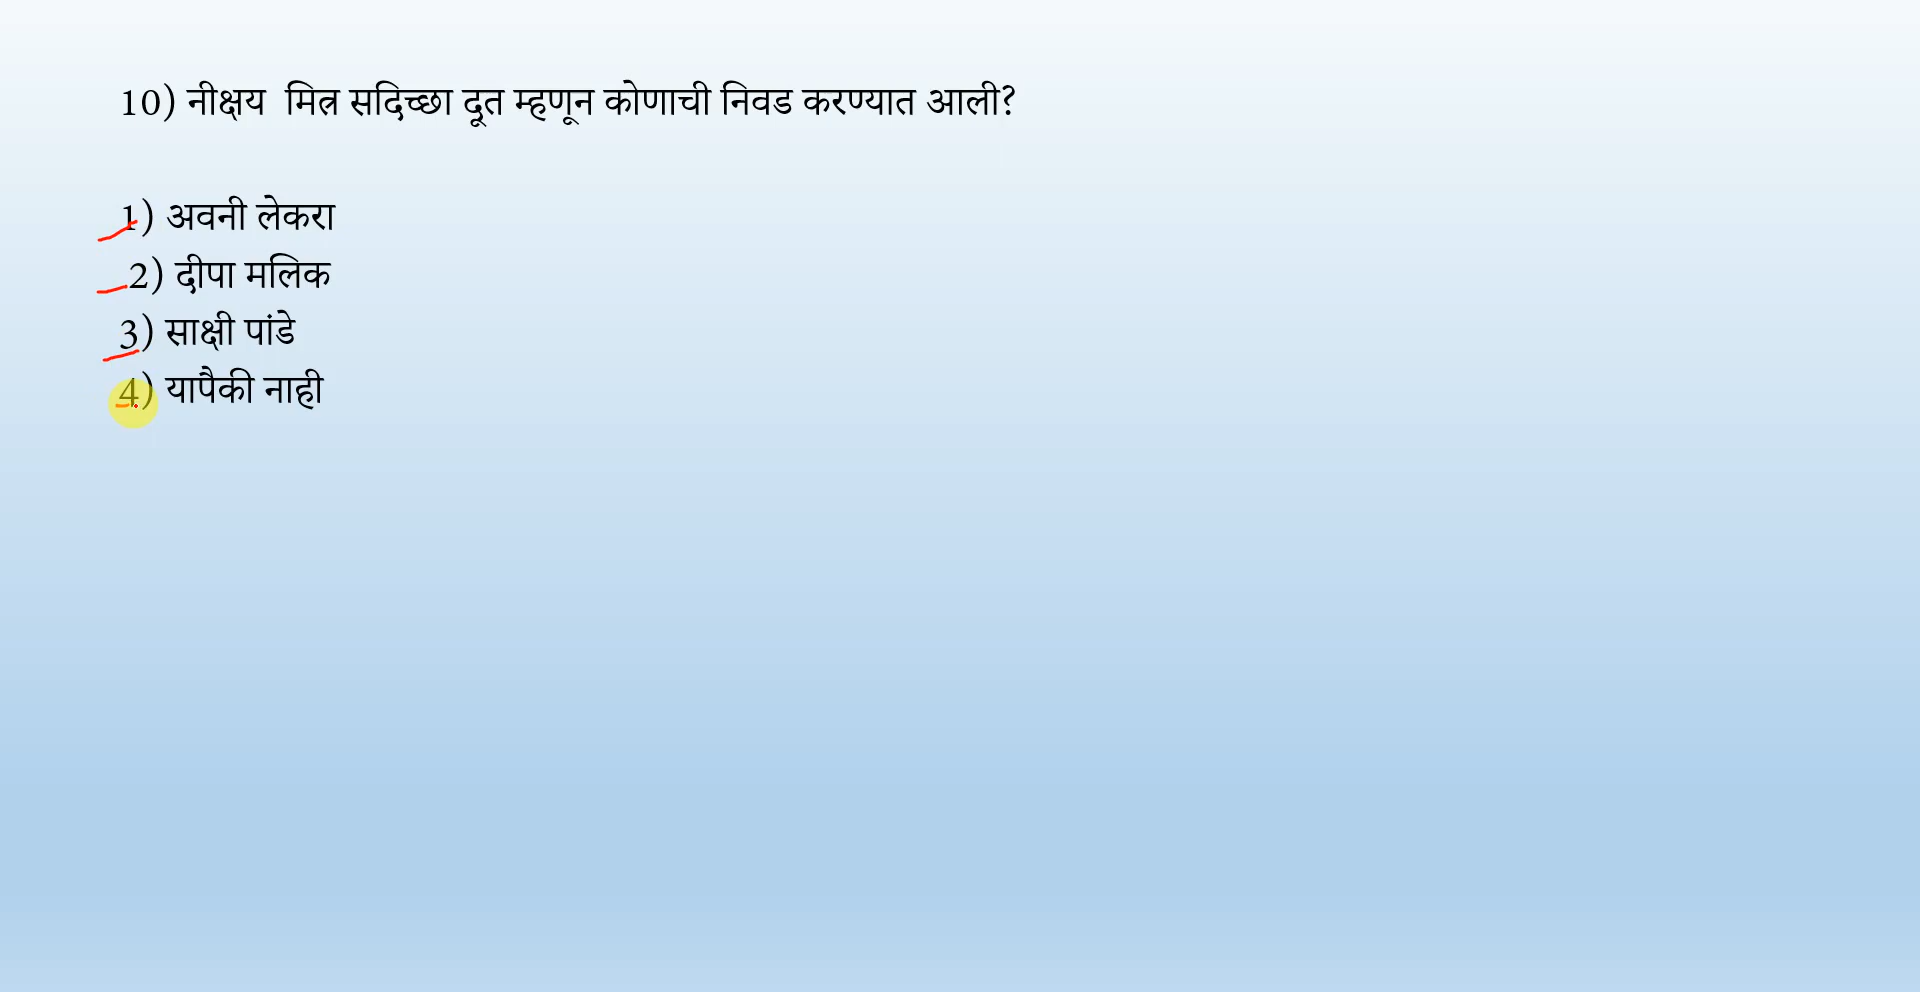 10) नीक्षय मित्र सदिच्छा दूत म्हणून कोणाची निवड करण्यात आली?
1) अवनी लेकरा
2) दीपा मलिक
3) साक्षी पांडे
4) यापैकी नाही